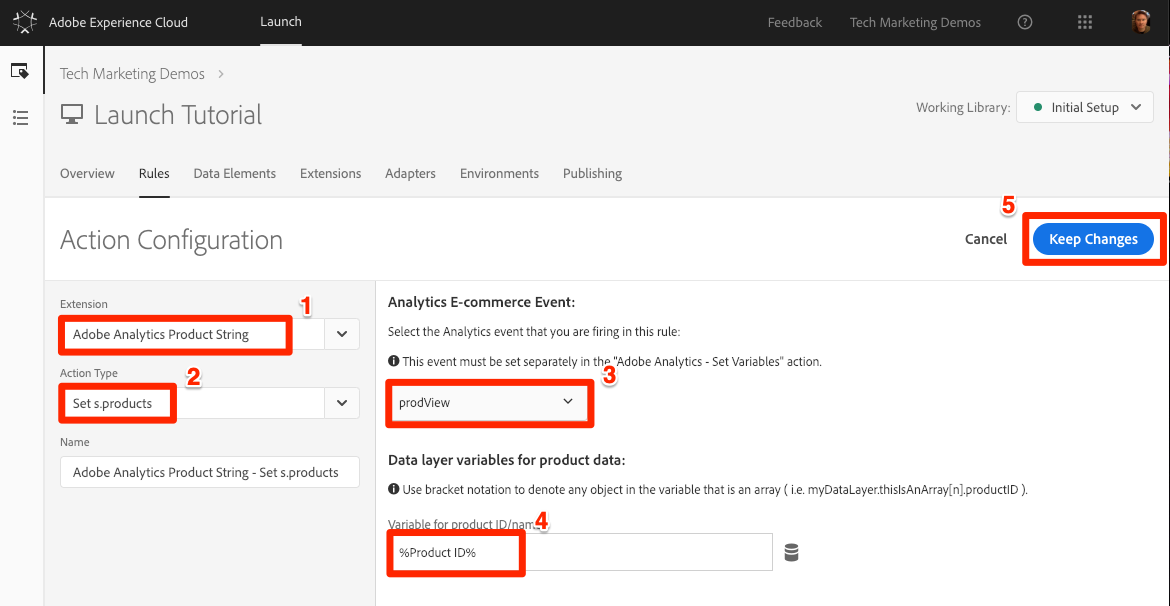 Adobe Experience Cloud
Launch
Feedback
Tech Marketing Demos
?
Tech Marketing Demos >
Launch Tutorial
Working Library:
Initial Setup
Overview
Rules
Data Elements
Extensions
Adapters
Environments
Publishing
5
Action Configuration
Cancel
Keep Changes
Extension
1
Adobe Analytics Product String
Action Type
2
Set s.products
Name
Adobe Analytics Product String - Set s.products
Analytics E-commerce Event:
Select the Analytics event that you are firing in this rule:
This event must be set separately in the "Adobe Analytics - Set Variables" action.
3
prodView
Data layer variables for product data:
Use bracket notation to denote any object in the variable that is an array ( i.e. myDataLayer.thisIsAnArray[n].productID ).
Variable for product ID/name
4
%Product ID%